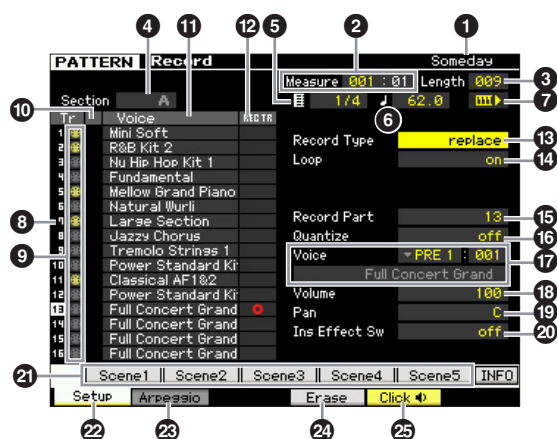 4 11 12 5 2 1
PATTERN Record Someday
Measure 001 : 01 Length 009 3
Section A 1/4 62.0 7
10 Tr Voice REC TR 6
1 Mini Soft
2 R&B Kit 2 Record Type replace 13
3 Nu Hip Hop Kit 1 Loop on 14
4 Fundamental
5 Mellow Grand Piano
6 Natural Wurli
8 7 Large Section Record Part 13 15
8 Jazzy Chorus Quantize off 16
9 9 Tremolo Strings 1 Voice PRE 1 : 001 17
10 Power Standard Ki Full Concert Grand
11 Classical AF1&2
12 Power Standard Ki Volume 100 18
13 Full Concert Grand Pan C 19
14 Full Concert Grand Ins Effect Sw off 20
15 Full Concert Grand
16 Full Concert Grand
21 Scene1 Scene2 Scene3 Scene4 Scene5 INFO
Setup Arpeggio Erase Click
22 23 24 25